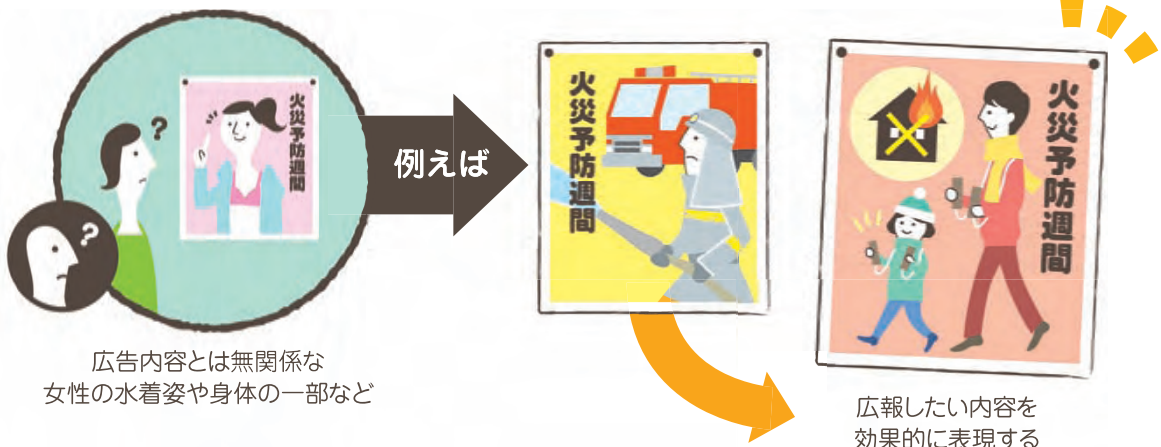 ?
?
火災予防週間
広告内容とは無関係な
女性の水着姿や身体の一部など
例えば
火災予防週間
火災予防週間
広報したい内容を
効果的に表現する